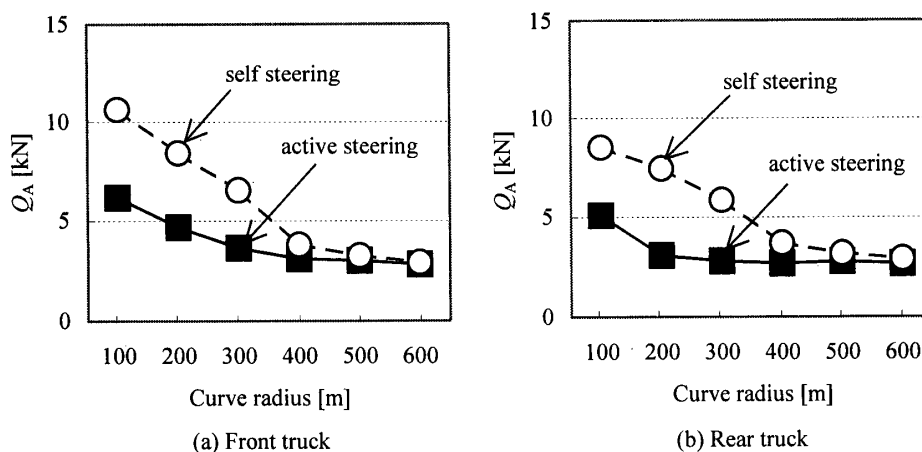 15
10
5
0
Q_A [kN]
self steering
active steering
100 200 300 400 500 600
Curve radius [m]
(a) Front truck
15
10
5
0
Q_A [kN]
self steering
active steering
100 200 300 400 500 600
Curve radius [m]
(b) Rear truck